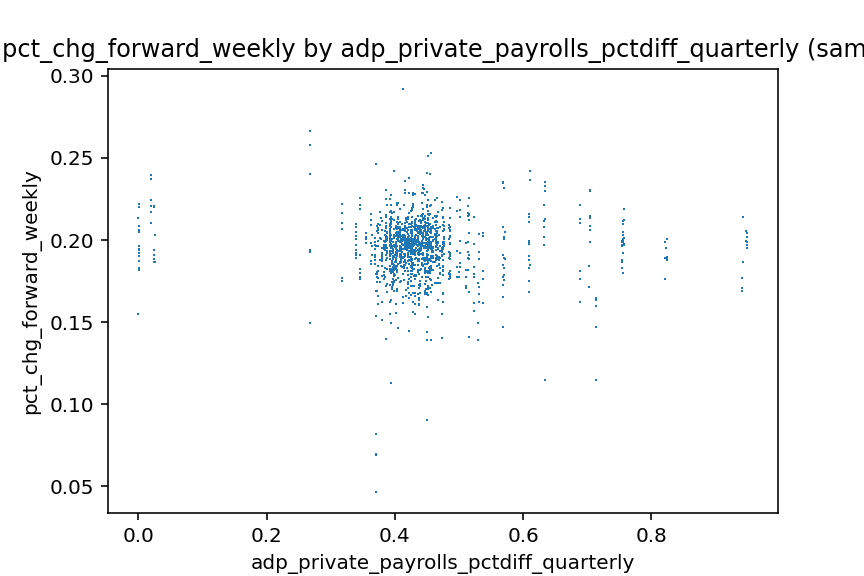 pct_chg_forward_weekly by adp_private_payrolls_pctdiff_quarterly (sam
0.30
0.25
0.20
0.15
0.10
0.05
pct_chg_forward_weekly
0.0 0.2 0.4 0.6 0.8
adp_private_payrolls_pctdiff_quarterly